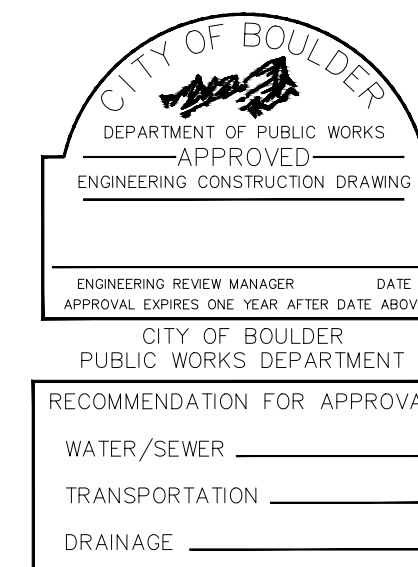 CITY OF BOULDER
DEPARTMENT OF PUBLIC WORKS
APPROVED
ENGINEERING CONSTRUCTION DRAWING
ENGINEERING REVIEW MANAGER DATE
APPROVAL EXPIRES ONE YEAR AFTER DATE ABOV
CITY OF BOULDER
PUBLIC WORKS DEPARTMENT
RECOMMENDATION FOR APPROVA
WATER/SEWER
TRANSPORTATION
DRAINAGE